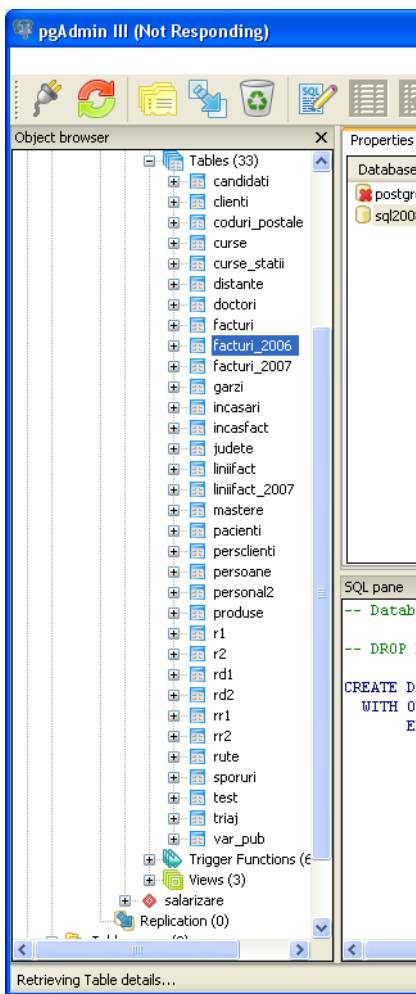 pgAdmin III (Not Responding)
SQL
Object browser
Tables (33)
candidati
clienti
coduri_postale
curse
curse_statii
distante
doctori
facturi
facturi_2006
facturi_2007
garzi
incasari
incasfact
judete
liniifact
liniifact_2007
mastere
pacienti
persclienti
persoane
personal2
produse
r1
r2
rd1
rd2
rr1
rr2
rute
sporuri
test
triaj
var_pub
Trigger Functions (6
Views (3)
salarizare
Replication (0)
Retrieving Table details...
Properties
Database
postgr
sql200
SQL pane
-- Datab
-- DROP
CREATE D
WITH O
E